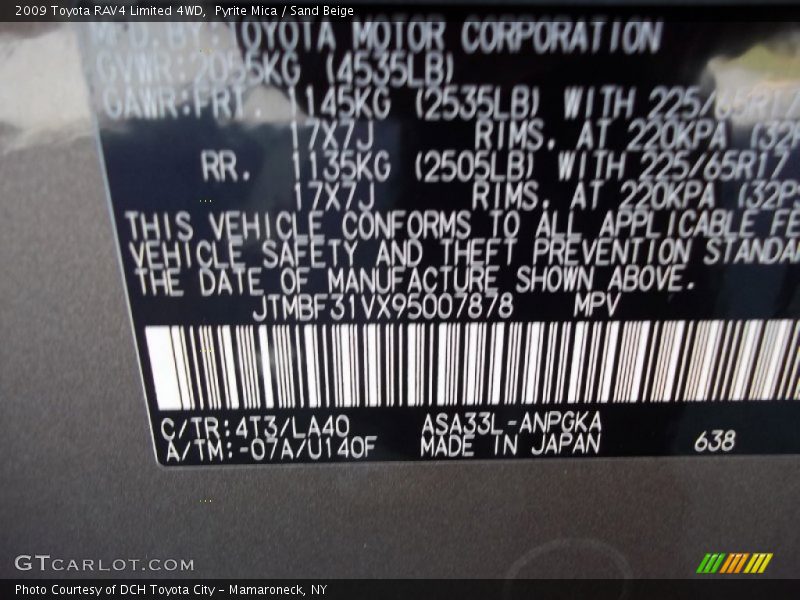 2009 Toyota RAV4 Limited 4WD, Pyrite Mica / Sand Beige
M.D. BY: TOYOTA MOTOR CORPORATION
GVWR: 2055KG (4535LB)
GAWR: FRT. 1145KG (2535LB) WITH 225/65R17
17X7J RIMS. AT 220KPA (32P
RR. 1135KG (2505LB) WITH 225/65R17
17X7J RIMS. AT 220KPA (32PS
THIS VEHICLE CONFORMS TO ALL APPLICABLE FE
VEHICLE SAFETY AND THEFT PREVENTION STANDA
THE DATE OF MANUFACTURE SHOWN ABOVE.
JTMBF31VX95007878 MPV
C/TR: 4T3/LA40 ASA33L-ANPGKA
A/TM: -07A/U140F MADE IN JAPAN 638
GTCARLOT.COM
Photo Courtesy of DCH Toyota City – Mamaroneck, NY